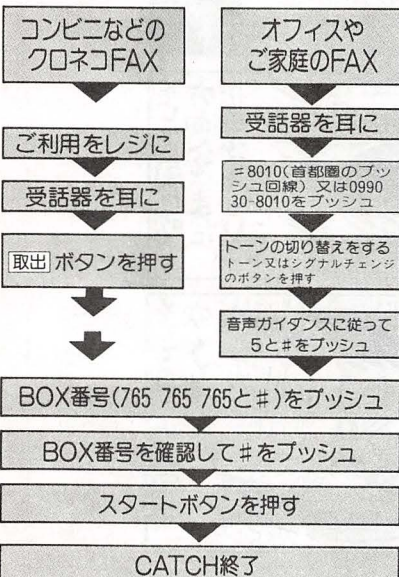 コンビニなどの
クロネコFAX
ご利用をレジに
受話器を耳に
取出 ボタンを押す
オフィスや
ご家庭のFAX
受話器を耳に
♯8010(首都圏のプッ
シュ回線) 又は0990
30-8010をプッシュ
トーンの切り替えをする
トーン又はシグナルチェンジ
のボタンを押す
音声ガイダンスに従って
5と♯をプッシュ
BOX番号(765 765 765と♯)をプッシュ
BOX番号を確認して♯をプッシュ
スタートボタンを押す
CATCH終了